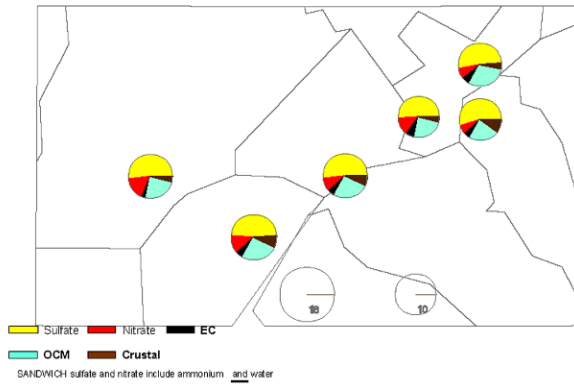 18 10
Sulfate Nitrate EC
OCM Crustal
SANDWICH sulfate and nitrate include ammonium and water